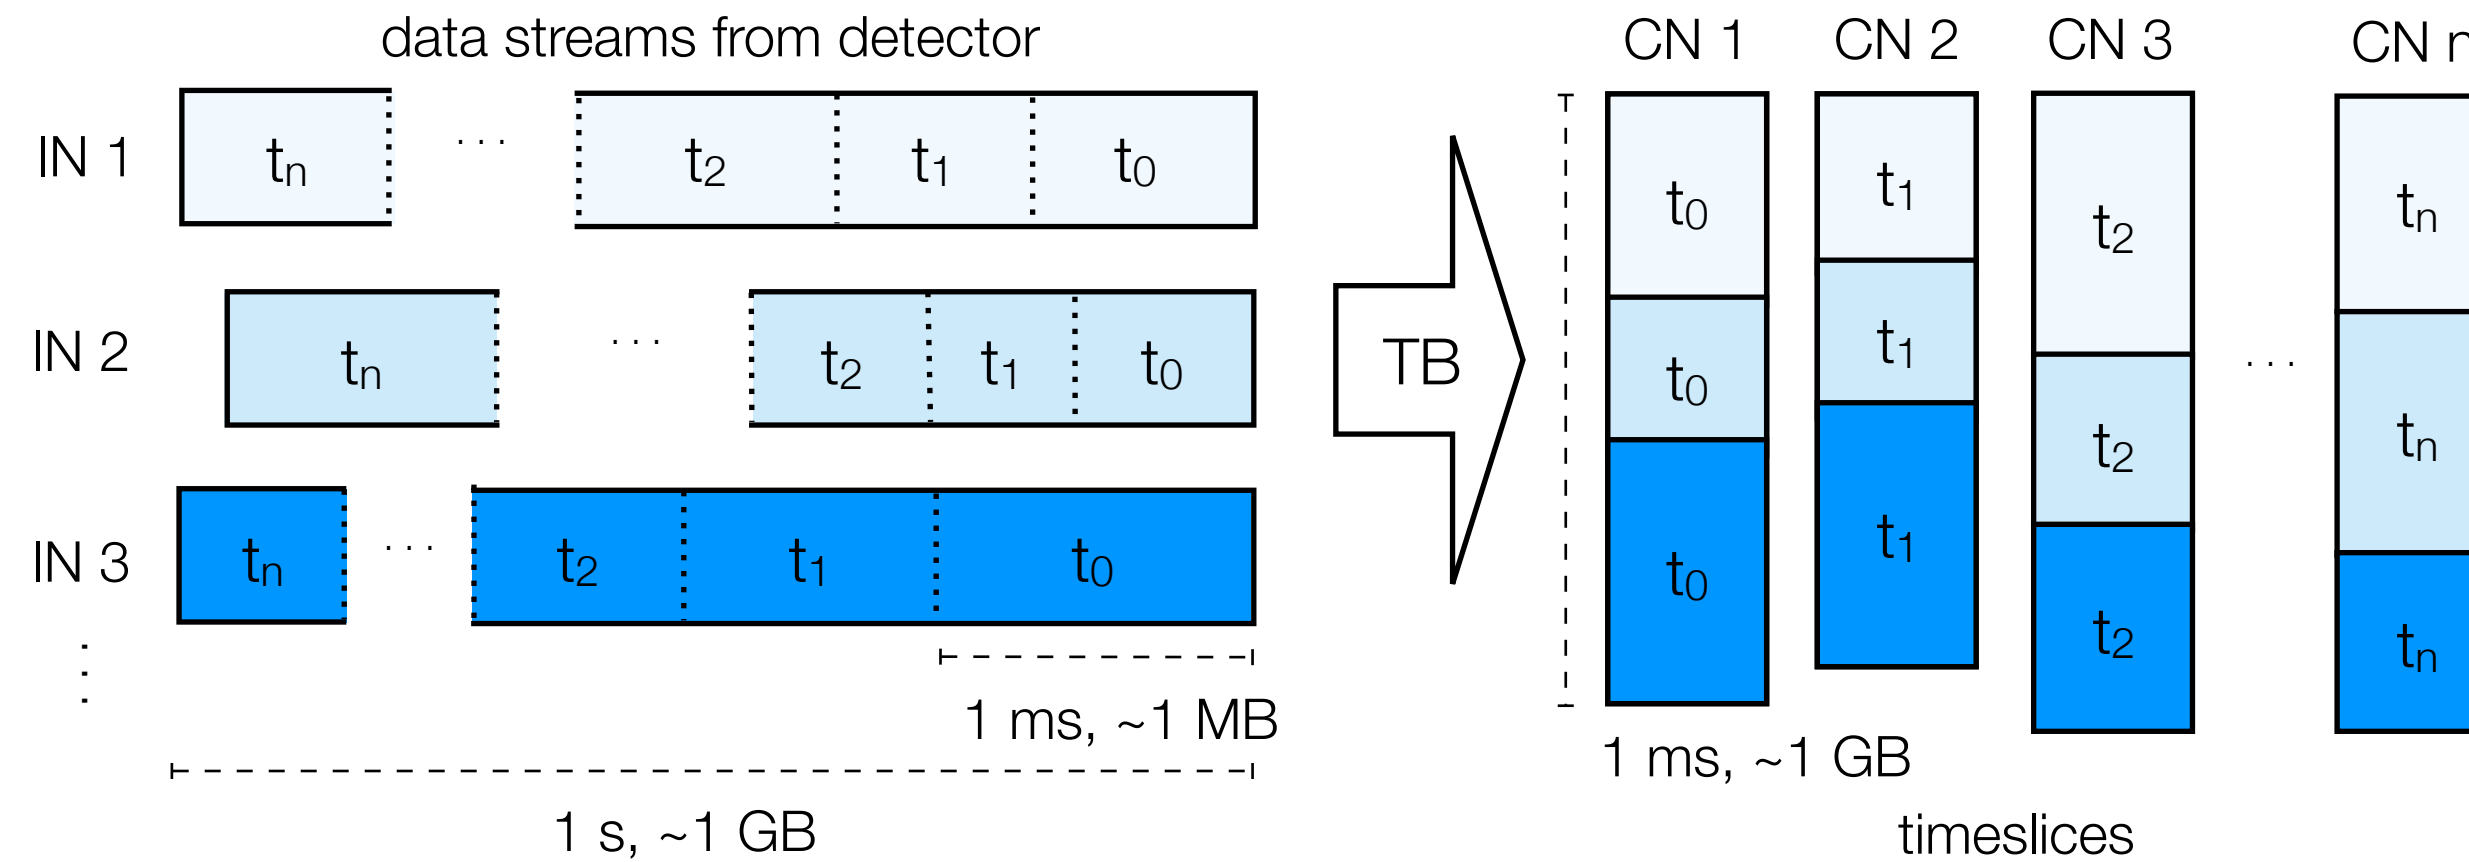 data streams from detector
CN 1 CN 2 CN 3 CN n
IN 1 tₙ ... t₂ t₁ t₀
IN 2 tₙ ... t₂ t₁ t₀
IN 3 tₙ ... t₂ t₁ t₀
...
1 ms, ~1 MB
1 s, ~1 GB
TB
t₀ t₁ t₂ tₙ
t₀ t₁ t₂ ... tₙ
t₀ t₁ t₂ tₙ
1 ms, ~1 GB
timeslices